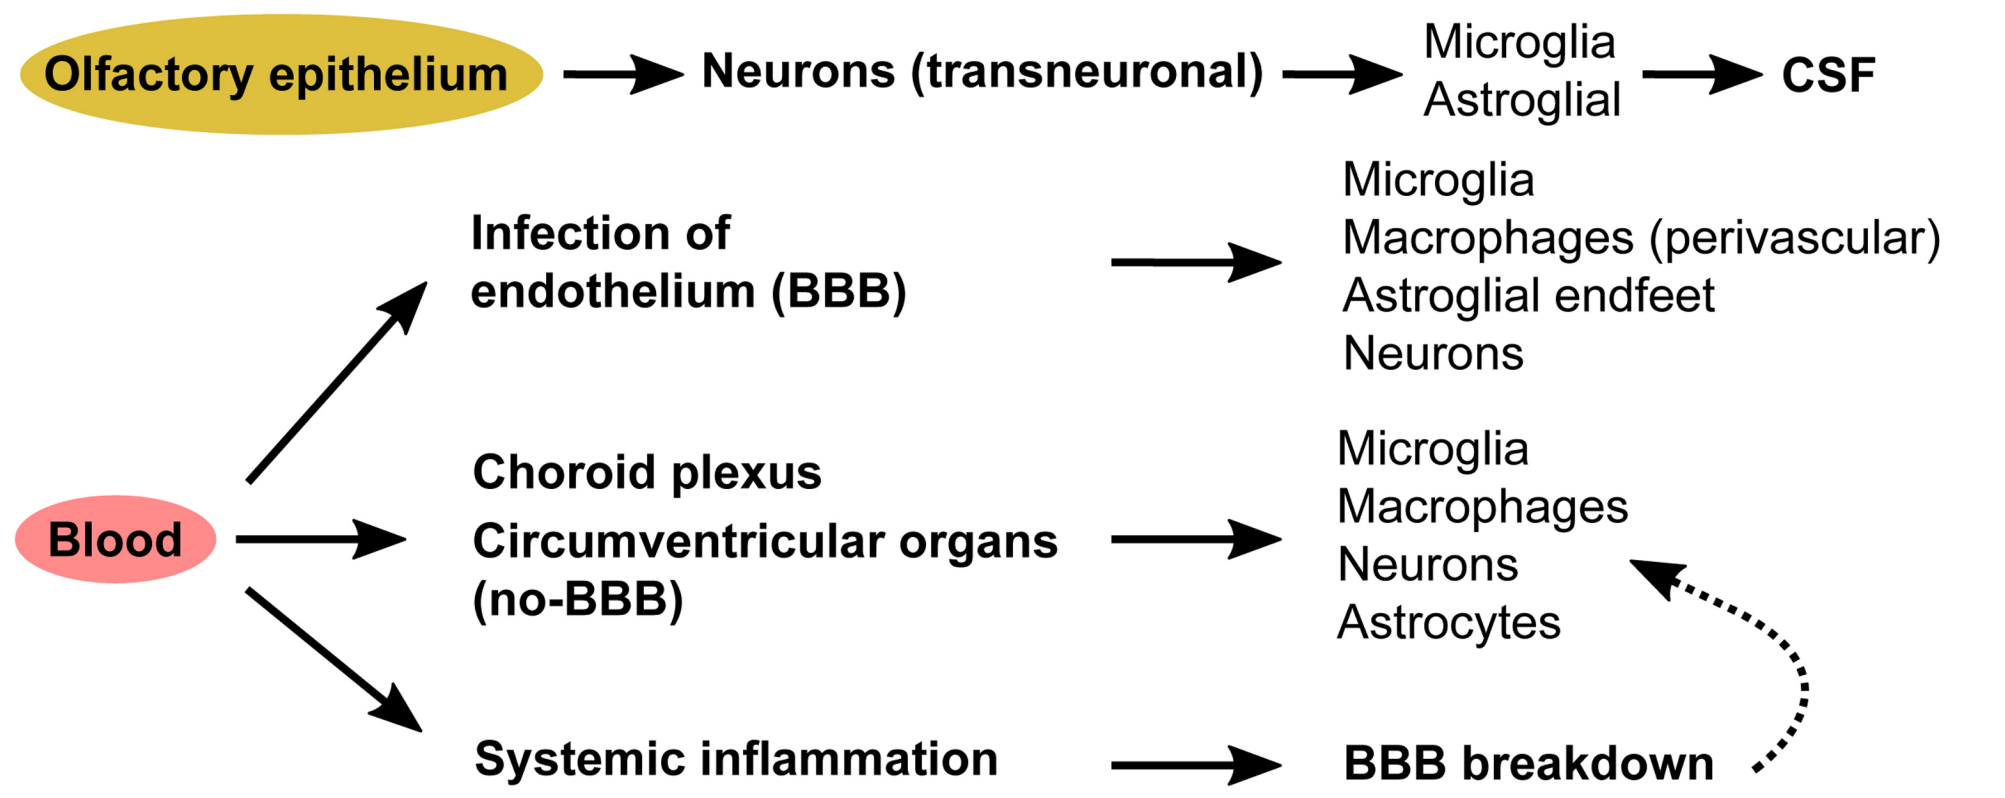 Olfactory epithelium
Neurons (transneuronal)
Microglia
Astroglial
CSF
Infection of
endothelium (BBB)
Microglia
Macrophages (perivascular)
Astroglial endfeet
Neurons
Blood
Choroid plexus
Circumventricular organs
(no-BBB)
Microglia
Macrophages
Neurons
Astrocytes
Systemic inflammation
BBB breakdown